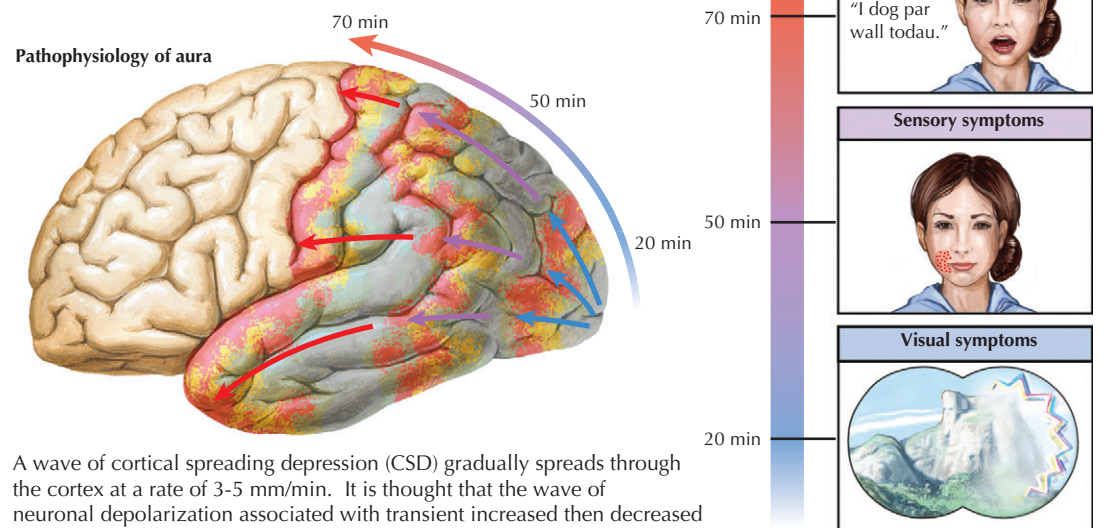 70 min
Pathophysiology of aura
50 min
20 min
A wave of cortical spreading depression (CSD) gradually spreads through
the cortex at a rate of 3-5 mm/min. It is thought that the wave of
neuronal depolarization associated with transient increased then decreased
70 min
50 min
20 min
“I dog par
wall todau.”
Sensory symptoms
Visual symptoms